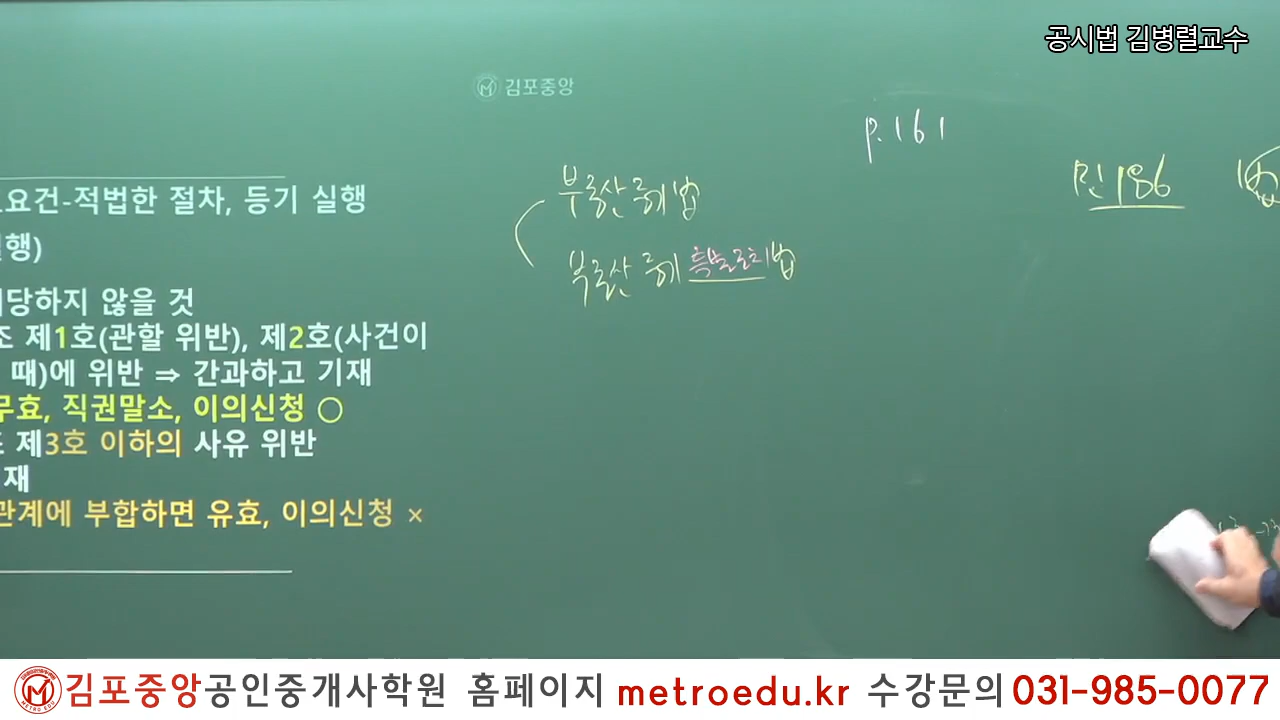 공시법 김병렬교수
김포중앙
p.161
요건-적법한 절차, 등기 실행
행)
당하지 않을 것
조 제1호(관할 위반), 제2호(사건이
때)에 위반 ⇒ 간과하고 기재
무효, 직권말소, 이의신청 ○
제3호 이하의 사유 위반
재
관계에 부합하면 유효, 이의신청 ×
부동산 등기법
부동산 등기 특별조치법
민 186
법
김포중앙공인중개사학원 홈페이지 metroedu.kr 수강문의 031-985-0077